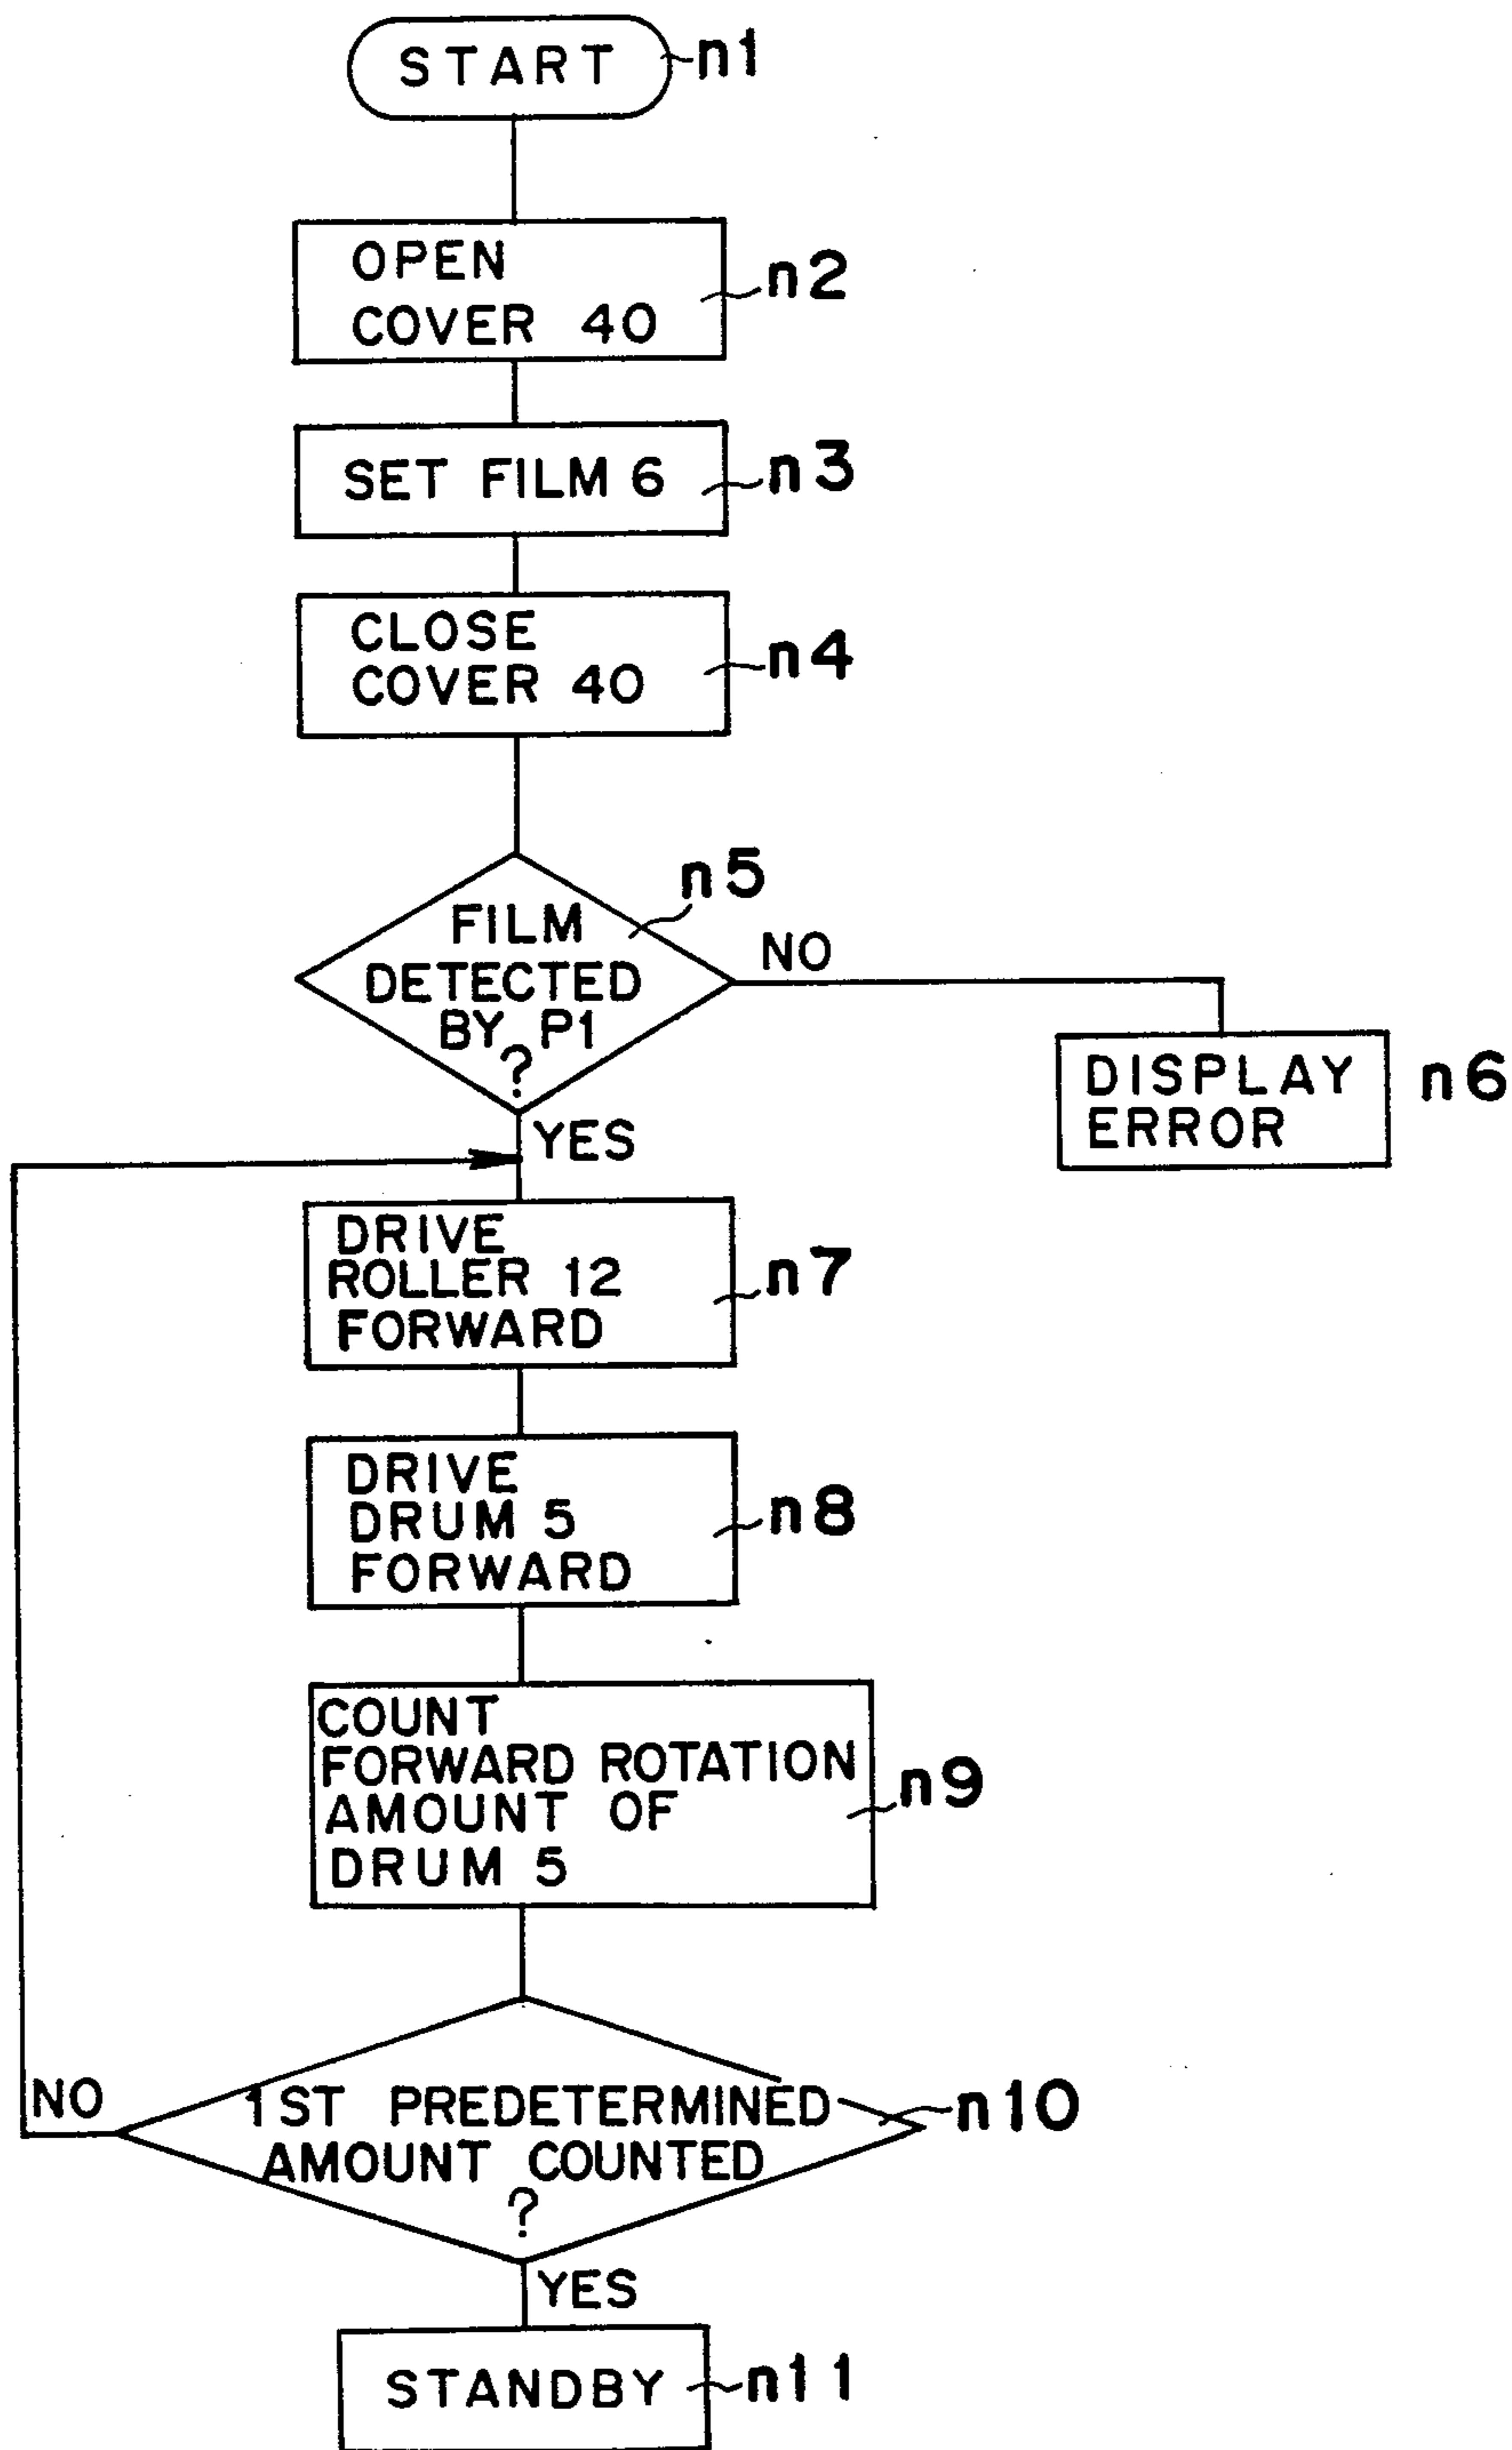 START
n1
OPEN
COVER 40
n2
SET FILM 6
n3
CLOSE
COVER 40
n4
n5
FILM
DETECTED
BY P1
?
NO
DISPLAY
ERROR
n6
YES
DRIVE
ROLLER 12
FORWARD
n7
DRIVE
DRUM 5
FORWARD
n8
COUNT
FORWARD ROTATION
AMOUNT OF
DRUM 5
n9
NO
1ST PREDETERMINED
AMOUNT COUNTED
?
n10
YES
STANDBY
n11